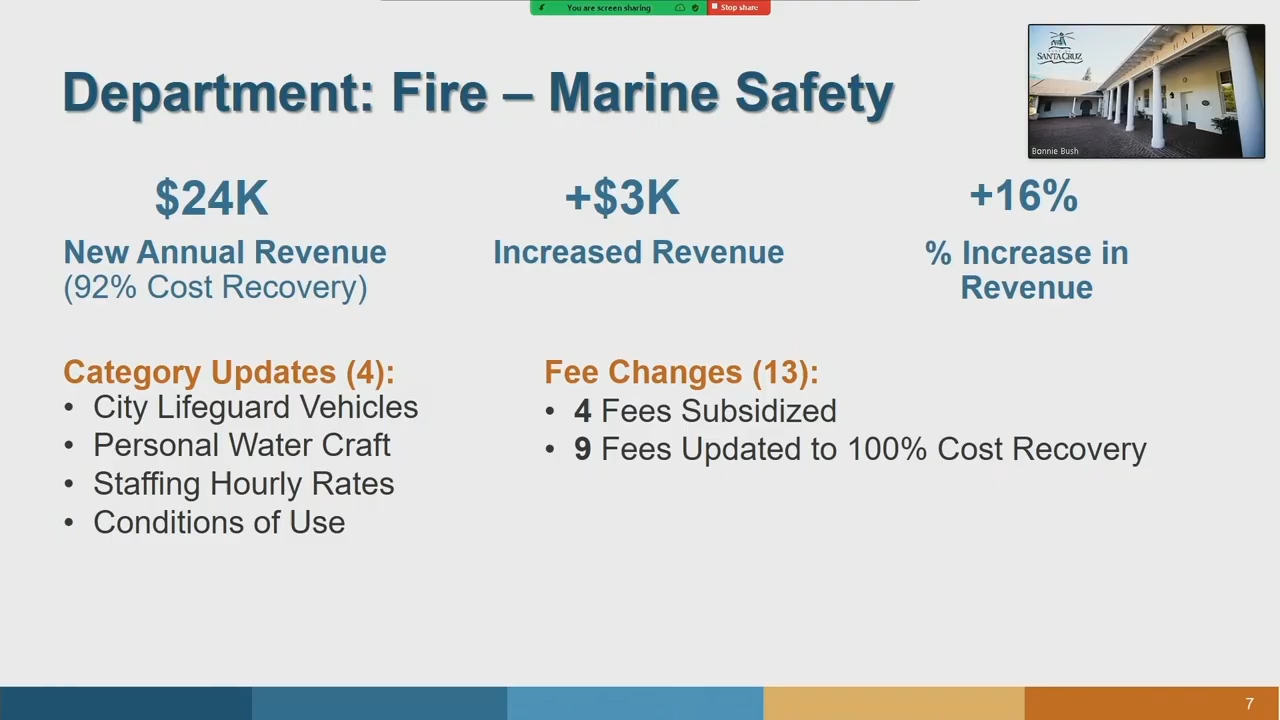 You are screen sharing
Stop share
Department: Fire – Marine Safety
SANTA CRUZ
HALL
Bonnie Bush
$24K
New Annual Revenue
(92% Cost Recovery)
+$3K
Increased Revenue
+16%
% Increase in
Revenue
Category Updates (4):
• City Lifeguard Vehicles
• Personal Water Craft
• Staffing Hourly Rates
• Conditions of Use
Fee Changes (13):
• 4 Fees Subsidized
• 9 Fees Updated to 100% Cost Recovery
7